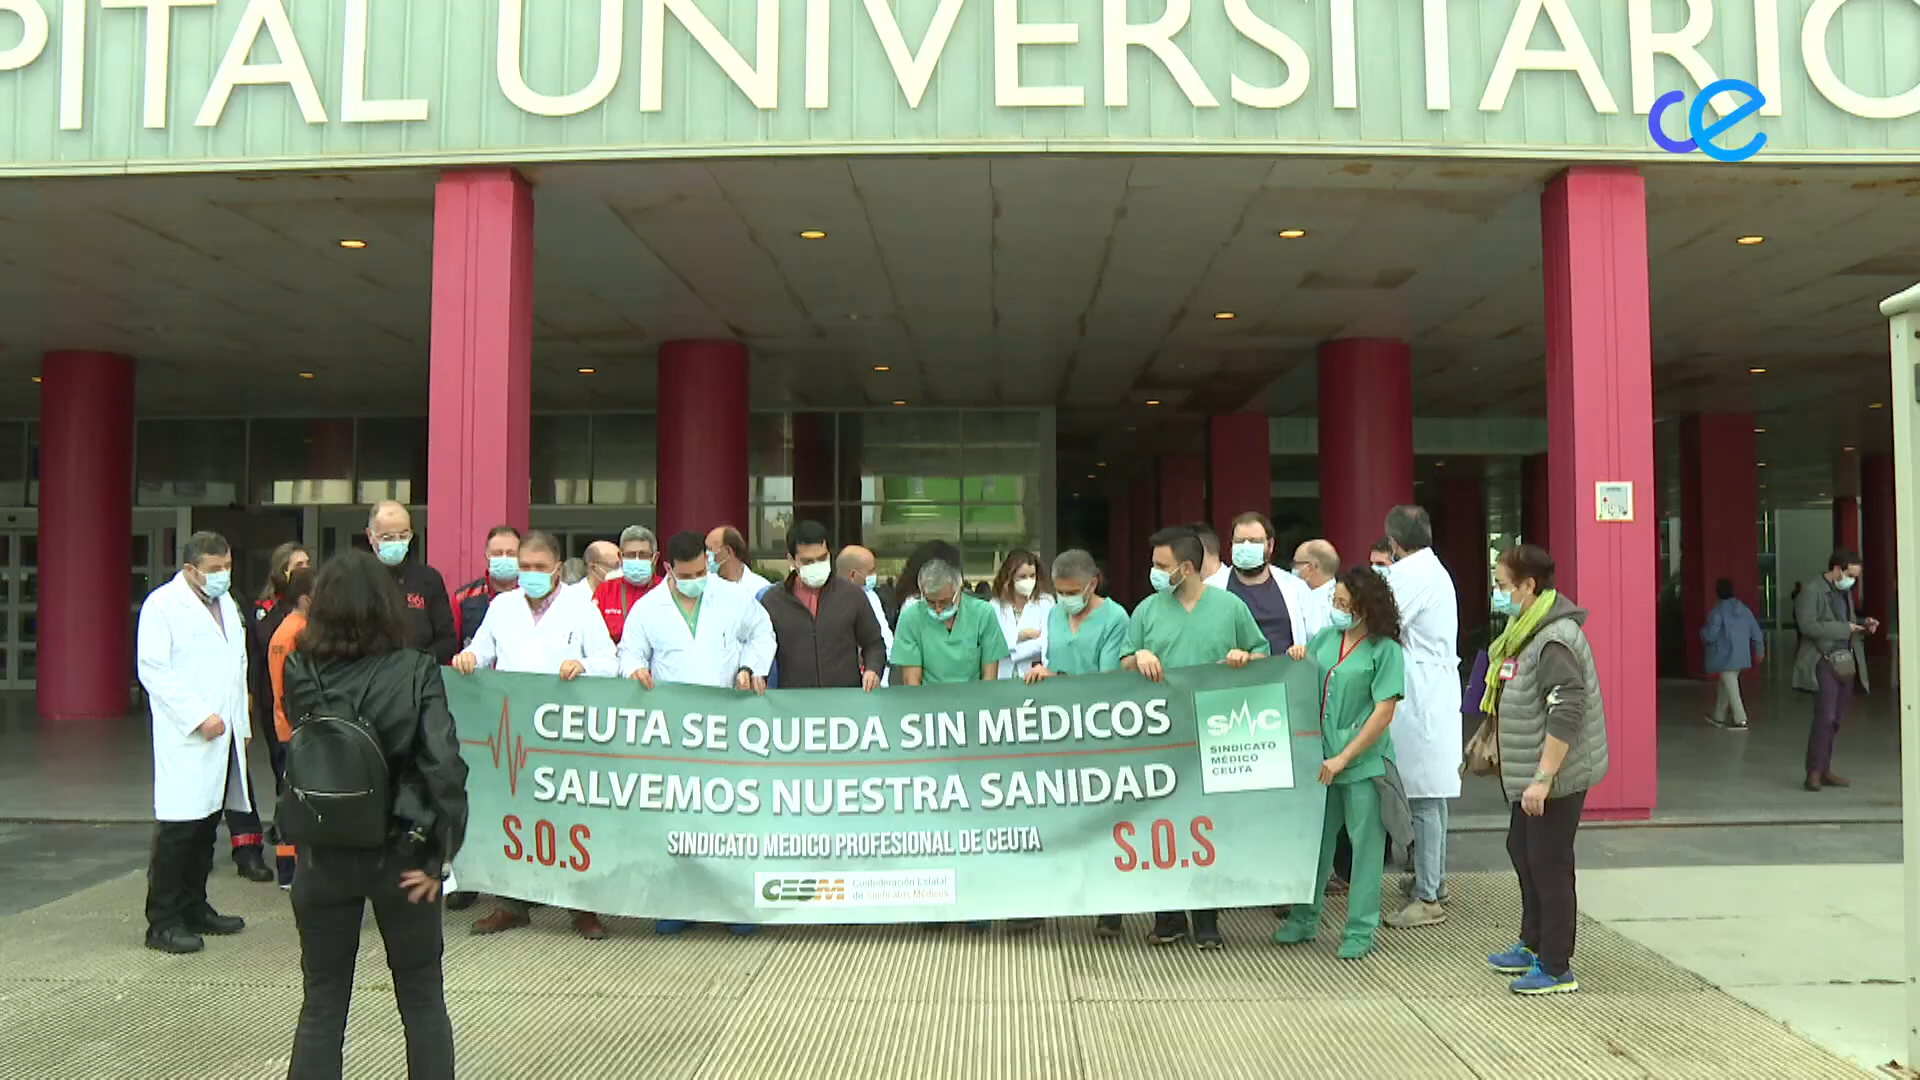 PITAL UNIVERSITARIO
ce
CEUTA SE QUEDA SIN MÉDICOS
SALVEMOS NUESTRA SANIDAD
SMC
SINDICATO
MÉDICO
CEUTA
S.O.S
SINDICATO MEDICO PROFESIONAL DE CEUTA
S.O.S
CESM
Confederación Estatal
de Sindicatos Médicos